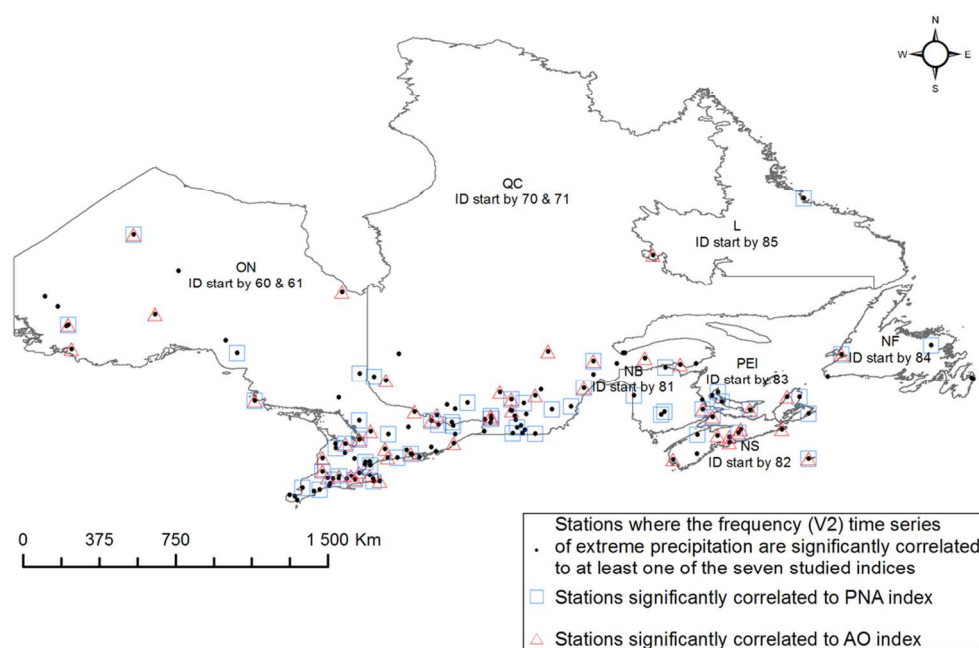 N
W E
S
QC
ID start by 70 & 71
L
ID start by 85
ON
ID start by 60 & 61
NF
ID start by 84
PEI
ID start by 83
NB
ID start by 81
NS
ID start by 82
0 375 750 1 500 Km
Stations where the frequency (V2) time series
of extreme precipitation are significantly correlated
to at least one of the seven studied indices
Stations significantly correlated to PNA index
Stations significantly correlated to AO index